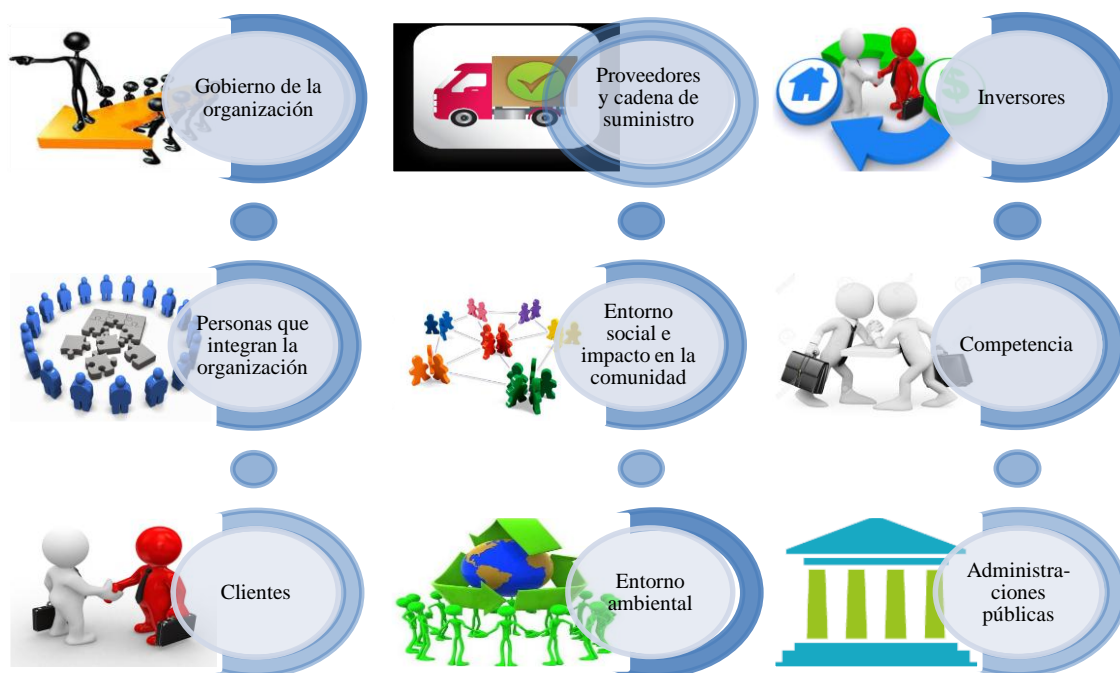 Gobierno de la
organización
Proveedores
y cadena de
suministro
Inversores
Personas que
integran la
organización
Entorno
social e
impacto en la
comunidad
Competencia
Clientes
Entorno
ambiental
Administra-
ciones
públicas